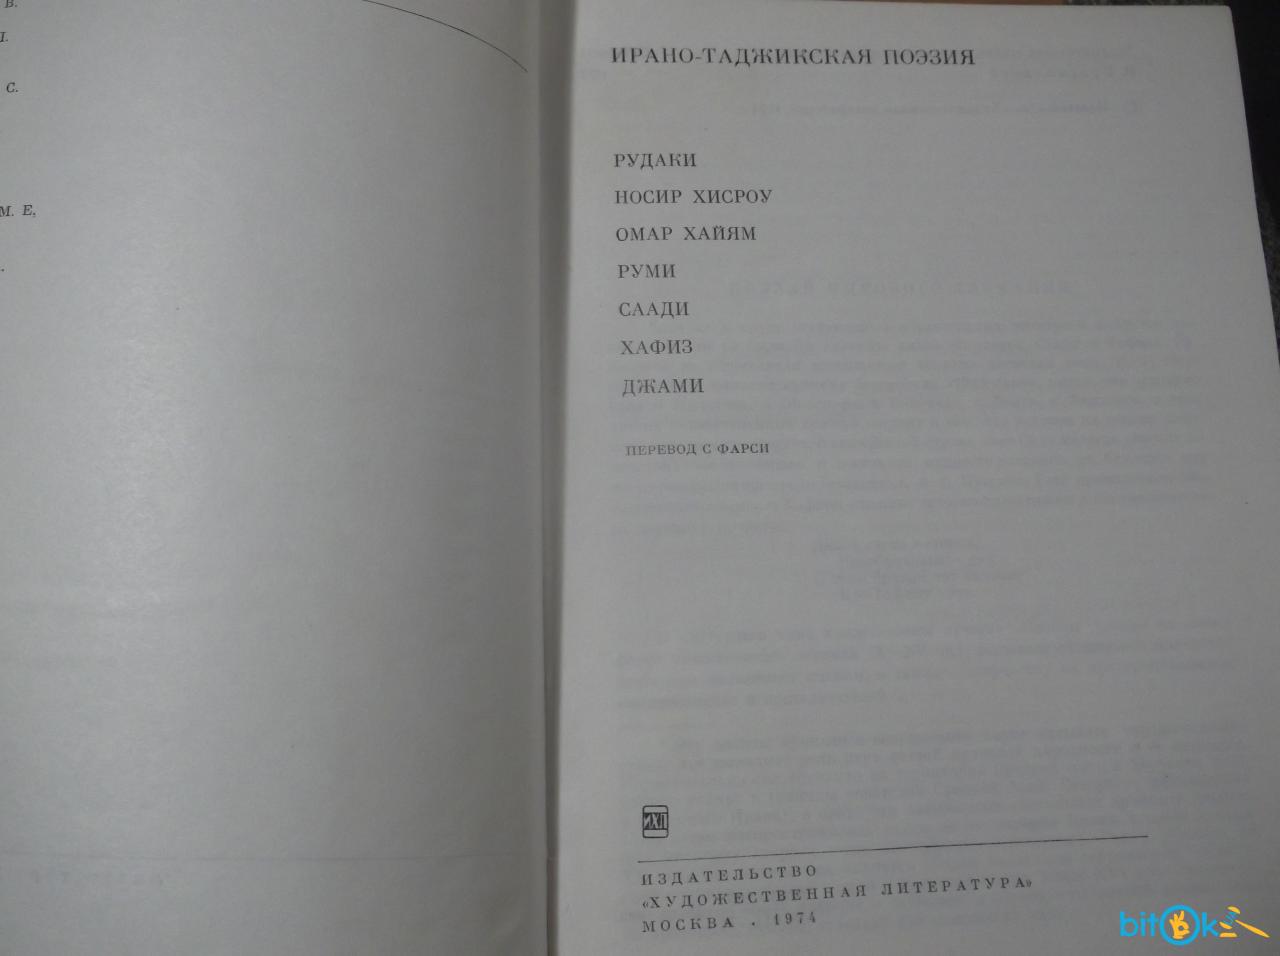 В.
С.
М. Е,
ИРАНО-ТАДЖИКСКАЯ ПОЭЗИЯ
РУДАКИ
НОСИР ХИСРОУ
ОМАР ХАЙЯМ
РУМИ
СААДИ
ХАФИЗ
ДЖАМИ
ПЕРЕВОД С ФАРСИ
ИХЛ
ИЗДАТЕЛЬСТВО
«ХУДОЖЕСТВЕННАЯ ЛИТЕРАТУРА»
МОСКВА . 1974
bitOk